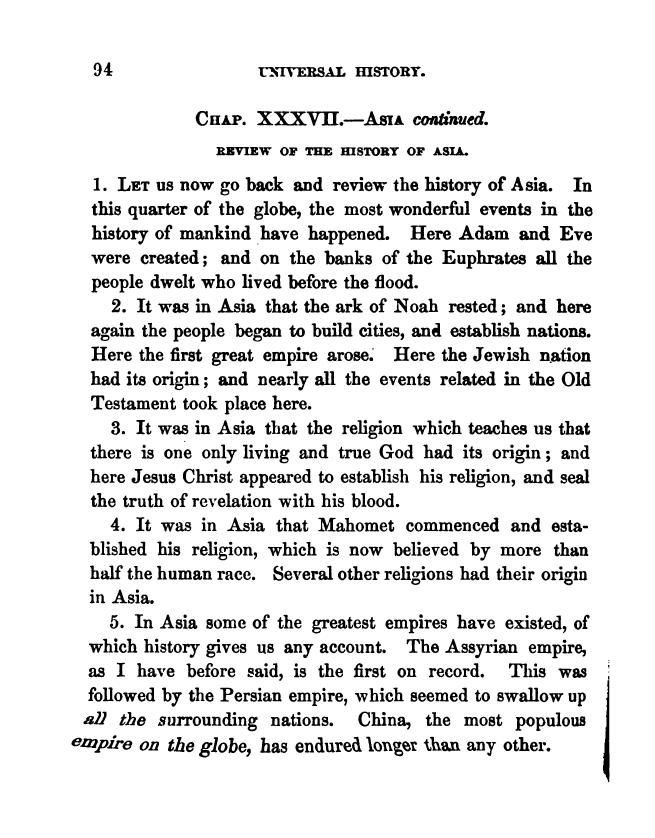 94 UNIVERSAL HISTORY.
CHAP. XXXVII.—ASIA continued.
REVIEW OF THE HISTORY OF ASIA.
1. LET us now go back and review the history of Asia. In
this quarter of the globe, the most wonderful events in the
history of mankind have happened. Here Adam and Eve
were created; and on the banks of the Euphrates all the
people dwelt who lived before the flood.
2. It was in Asia that the ark of Noah rested; and here
again the people began to build cities, and establish nations.
Here the first great empire arose. Here the Jewish nation
had its origin; and nearly all the events related in the Old
Testament took place here.
3. It was in Asia that the religion which teaches us that
there is one only living and true God had its origin; and
here Jesus Christ appeared to establish his religion, and seal
the truth of revelation with his blood.
4. It was in Asia that Mahomet commenced and esta-
blished his religion, which is now believed by more than
half the human race. Several other religions had their origin
in Asia.
5. In Asia some of the greatest empires have existed, of
which history gives us any account. The Assyrian empire,
as I have before said, is the first on record. This was
followed by the Persian empire, which seemed to swallow up
all the surrounding nations. China, the most populous
empire on the globe, has endured longer than any other.